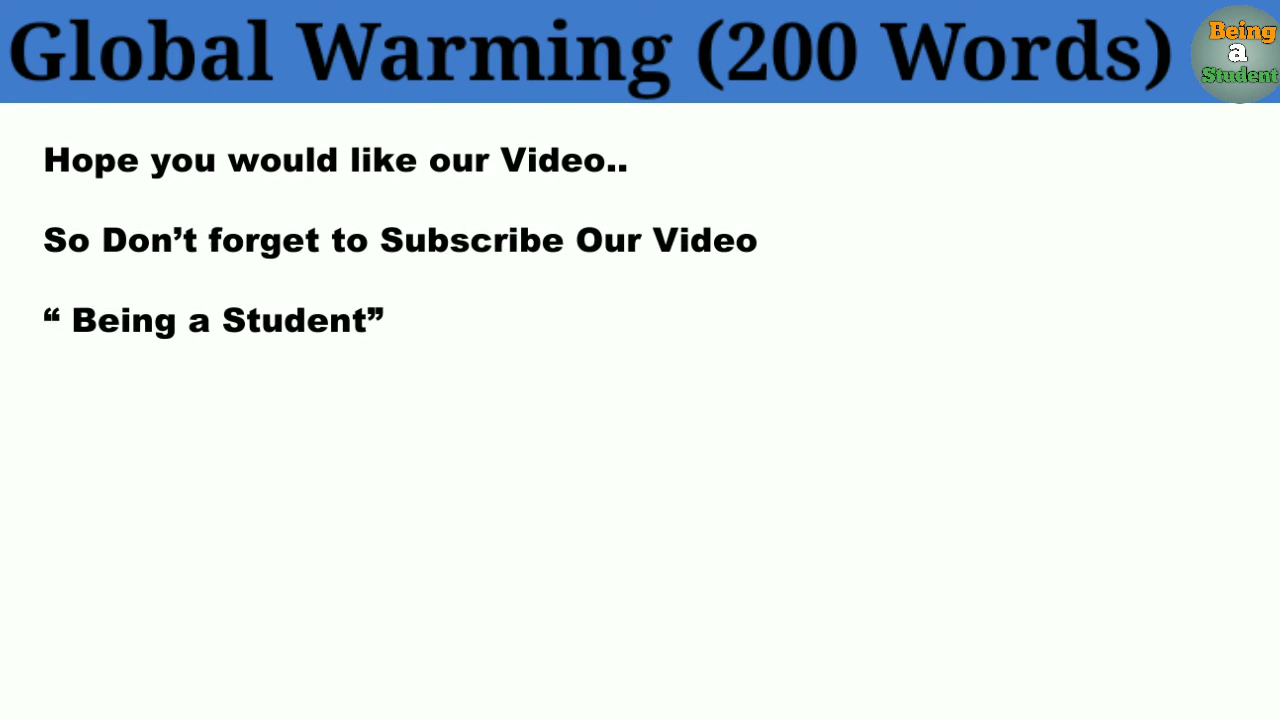 Global Warming (200 Words)
Being
a
Student
Hope you would like our Video..
So Don’t forget to Subscribe Our Video
“ Being a Student”